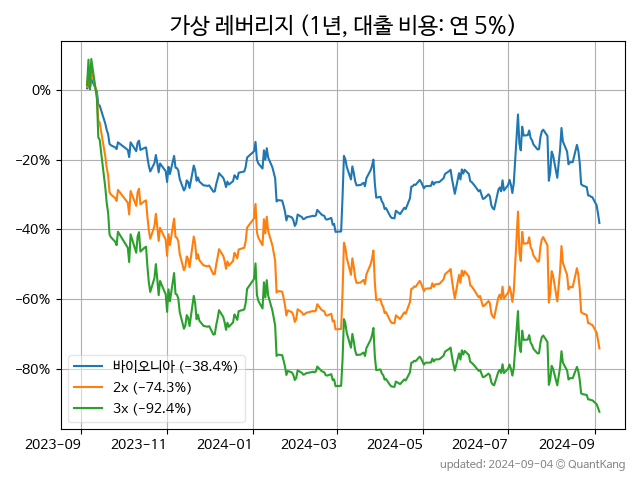 가상 레버리지 (1년, 대출 비용: 연 5%)
0%
−20%
−40%
−60%
−80%
바이오니아 (−38.4%)
2x (−74.3%)
3x (−92.4%)
2023-09 2023-11 2024-01 2024-03 2024-05 2024-07 2024-09
updated: 2024-09-04 © QuantKang